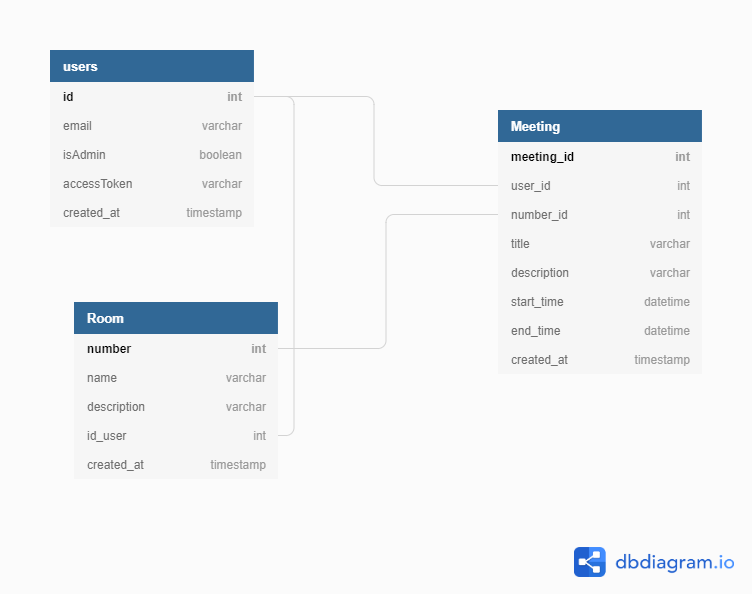 users
id int
email varchar
isAdmin boolean
accessToken varchar
created_at timestamp
Room
number int
name varchar
description varchar
id_user int
created_at timestamp
Meeting
meeting_id int
user_id int
number_id int
title varchar
description varchar
start_time datetime
end_time datetime
created_at timestamp
dbdiagram.io